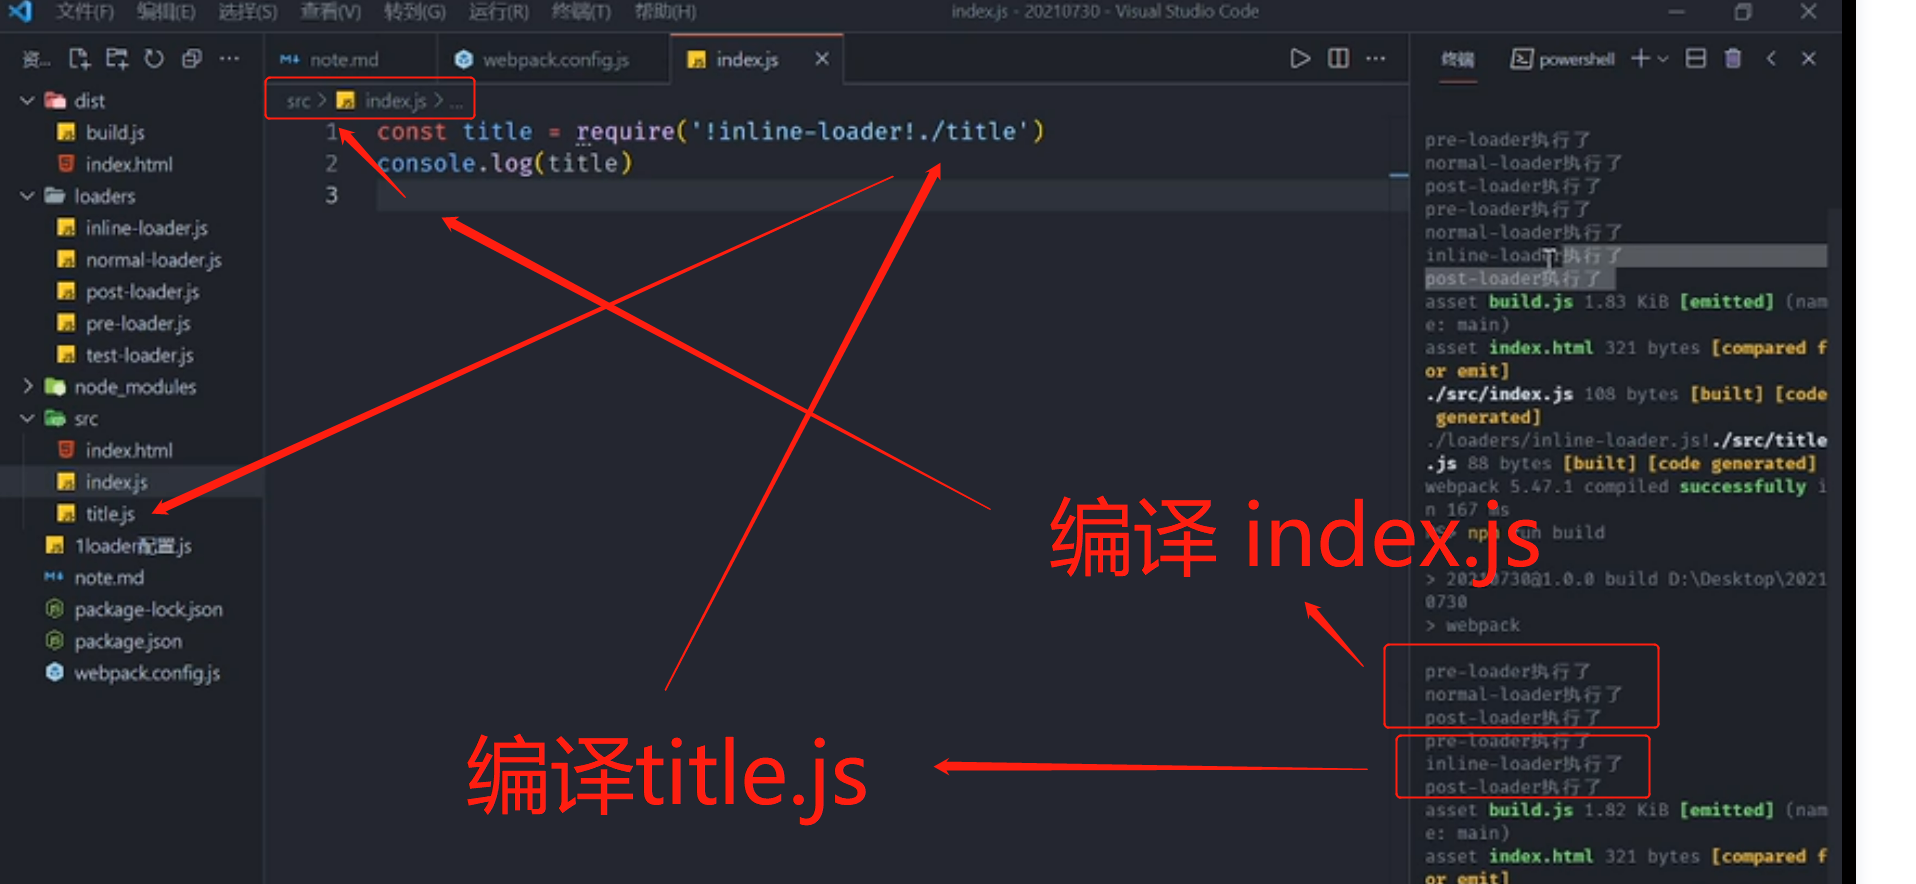 文件(F) 编辑(E) 选择(S) 查看(V) 转到(G) 运行(R) 终端(T) 帮助(H) index.js - 20210730 - Visual Studio Code
资... note.md webpack.config.js index.js 终端 powershell
dist
build.js
index.html
loaders
inline-loader.js
normal-loader.js
post-loader.js
pre-loader.js
test-loader.js
node_modules
src
index.html
index.js
title.js
1loader配置.js
note.md
package-lock.json
package.json
webpack.config.js
src > index.js > ...
1 const title = require('!inline-loader!./title')
2 console.log(title)
3
编译 index.js
编译title.js
pre-loader执行了
normal-loader执行了
post-loader执行了
pre-loader执行了
normal-loader执行了
inline-loader执行了
post-loader执行了
asset build.js 1.83 KiB [emitted] (nam
e: main)
asset index.html 321 bytes [compared f
or emit]
./src/index.js 108 bytes [built] [code
generated]
./loaders/inline-loader.js!./src/title
.js 88 bytes [built] [code generated]
webpack 5.47.1 compiled successfully i
n 167 ms
npm run build
> 20210730@1.0.0 build D:\Desktop\2021
0730
> webpack
pre-loader执行了
normal-loader执行了
post-loader执行了
pre-loader执行了
inline-loader执行了
post-loader执行了
asset build.js 1.82 KiB [emitted] (nam
e: main)
asset index.html 321 bytes [compared f
or emit]